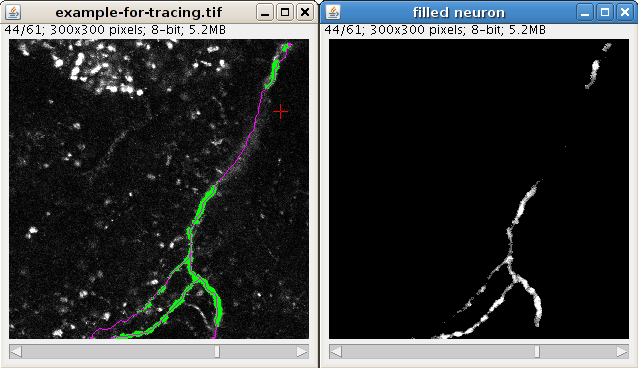 example-for-tracing.tif
44/61; 300x300 pixels; 8-bit; 5.2MB
filled neuron
44/61; 300x300 pixels; 8-bit; 5.2MB